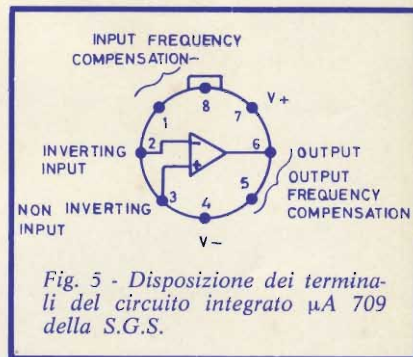 INPUT FREQUENCY
COMPENSATION-
8
1
7
V+
INVERTING
INPUT
2
-
6
OUTPUT
+
OUTPUT
FREQUENCY
COMPENSATION
NON INVERTING
INPUT
3
5
4
V-
Fig. 5 - Disposizione dei termina-
li del circuito integrato µA 709
della S.G.S.